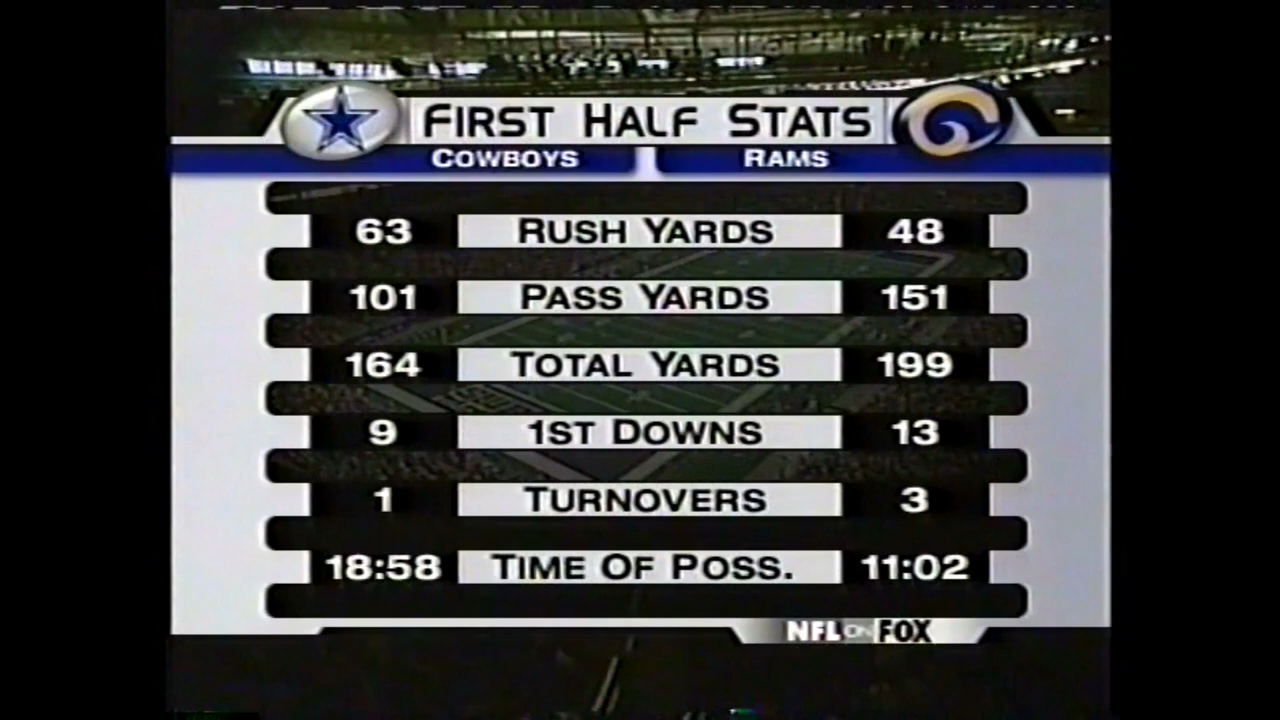 FIRST HALF STATS
COWBOYS RAMS
63 RUSH YARDS 48
101 PASS YARDS 151
164 TOTAL YARDS 199
9 1ST DOWNS 13
1 TURNOVERS 3
18:58 TIME OF POSS. 11:02
NFL ON FOX